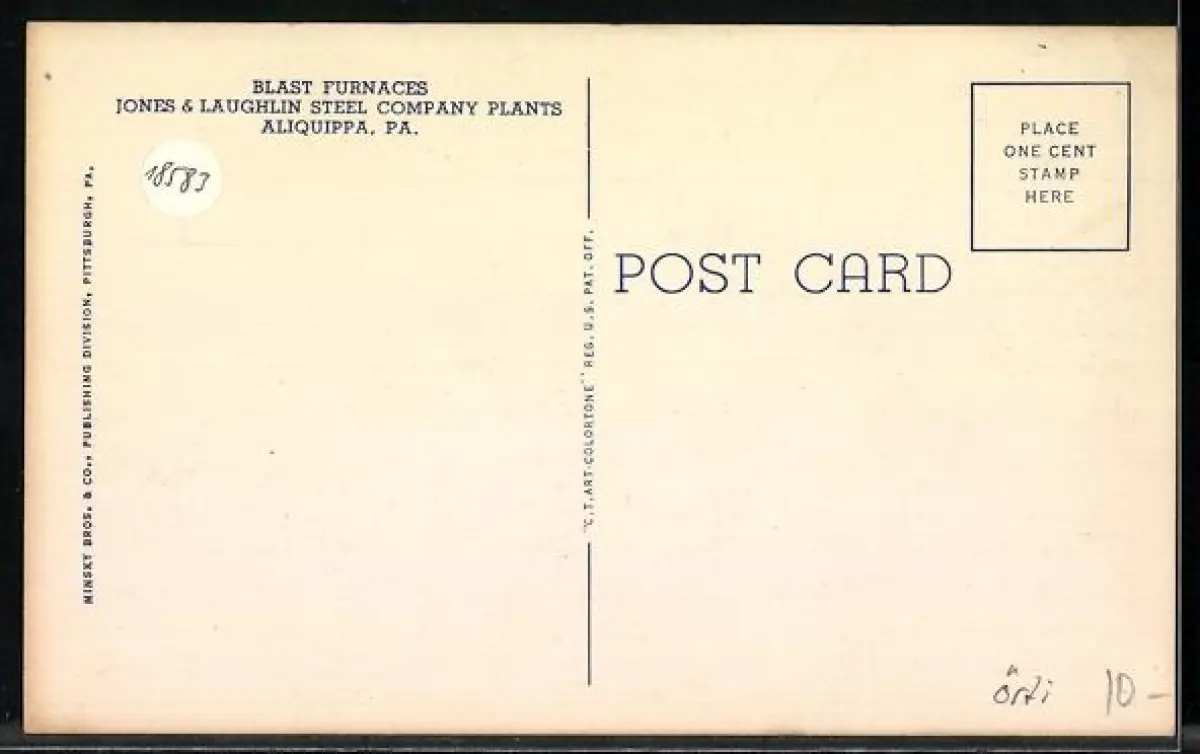 BLAST FURNACES
JONES & LAUGHLIN STEEL COMPANY PLANTS
ALIQUIPPA, PA.
18583
MINSKY BROS. & CO., PUBLISHING DIVISION, PITTSBURGH, PA.
"C.T. ART-COLORTONE" REG. U.S. PAT. OFF.
POST CARD
PLACE
ONE CENT
STAMP
HERE
10-